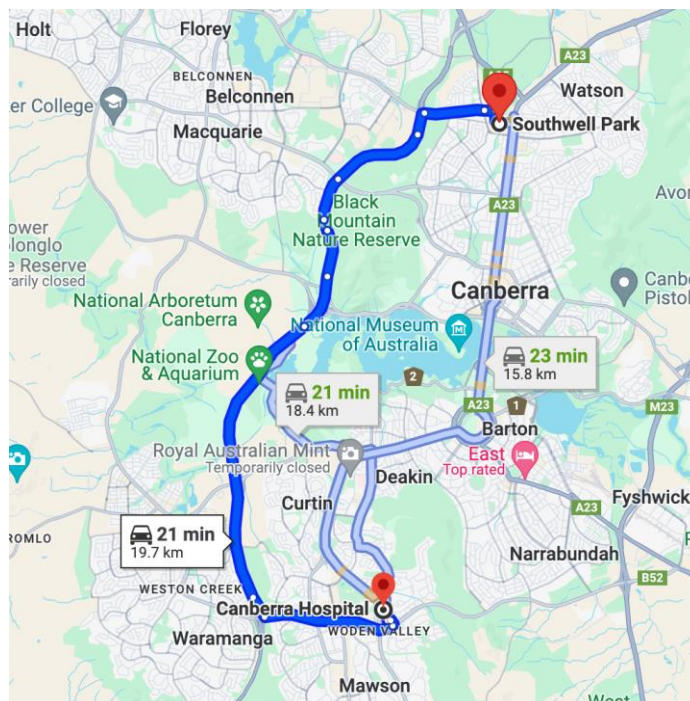 Holt
Florey
A23
BELCONNEN
Belconnen
Watson
er College
Macquarie
Southwell Park
Black
Mountain
Nature Reserve
A23
Avon
ower
olonglo
e Reserve
rarily closed
Canberra
Canb
Pistol
National Arboretum
Canberra
National Museum
of Australia
National Zoo
& Aquarium
23 min
15.8 km
21 min
18.4 km
2
A23
1
M23
Barton
Royal Australian Mint
Temporarily closed
Deakin
East
Top rated
Curtin
Fyshwick
A23
21 min
19.7 km
OMLO
Narrabundah
B52
WESTON CREEK
Canberra Hospital
Waramanga
WODEN VALLEY
Mawson
West